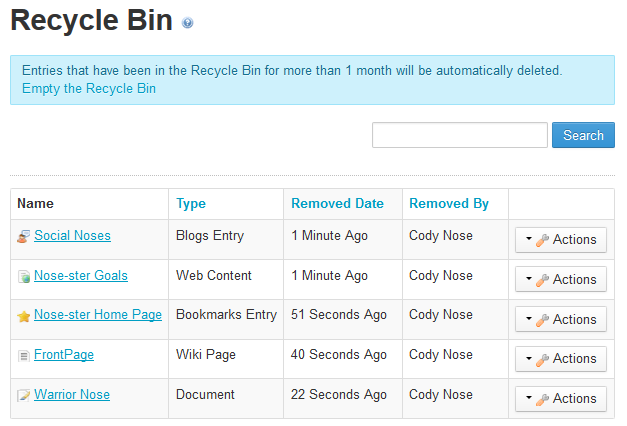 Recycle Bin
Entries that have been in the Recycle Bin for more than 1 month will be automatically deleted.
Empty the Recycle Bin
Search
Name Type Removed Date Removed By
Social Noses Blogs Entry 1 Minute Ago Cody Nose Actions
Nose-ster Goals Web Content 1 Minute Ago Cody Nose Actions
Nose-ster Home Page Bookmarks Entry 51 Seconds Ago Cody Nose Actions
FrontPage Wiki Page 40 Seconds Ago Cody Nose Actions
Warrior Nose Document 22 Seconds Ago Cody Nose Actions